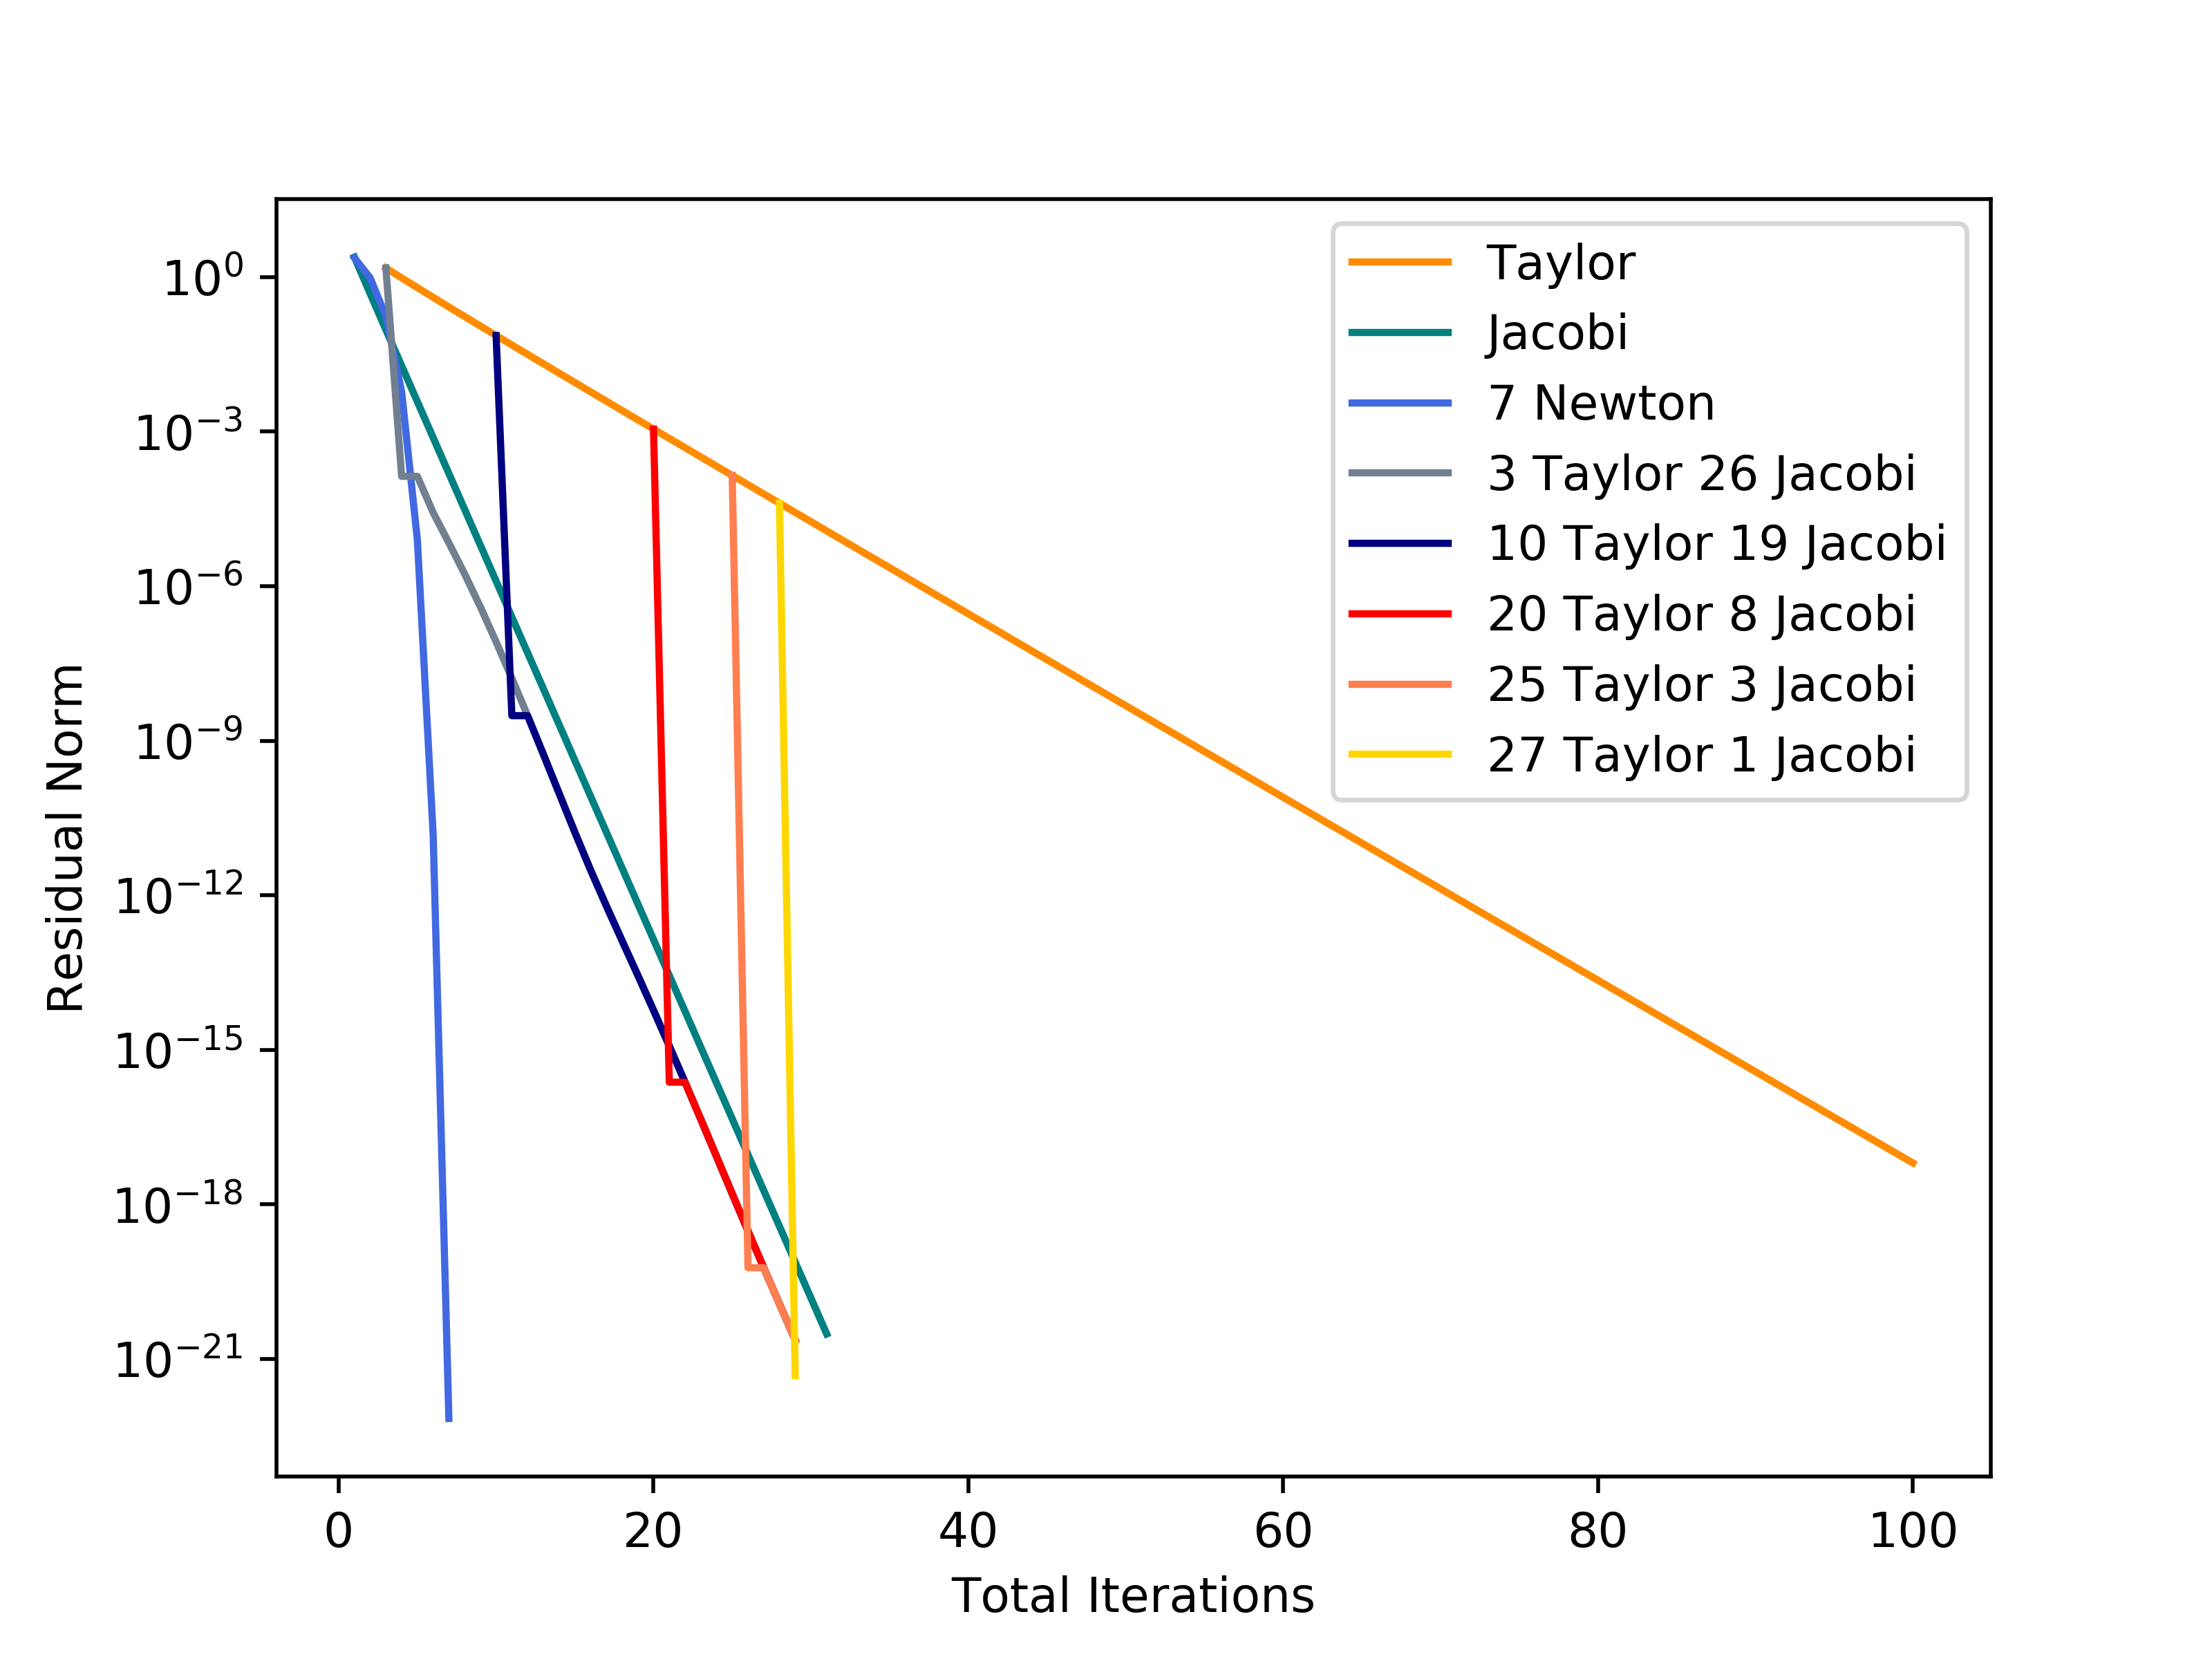 10⁰
10⁻³
10⁻⁶
10⁻⁹
10⁻¹²
10⁻¹⁵
10⁻¹⁸
10⁻²¹
Residual Norm
Taylor
Jacobi
7 Newton
3 Taylor 26 Jacobi
10 Taylor 19 Jacobi
20 Taylor 8 Jacobi
25 Taylor 3 Jacobi
27 Taylor 1 Jacobi
0 20 40 60 80 100
Total Iterations